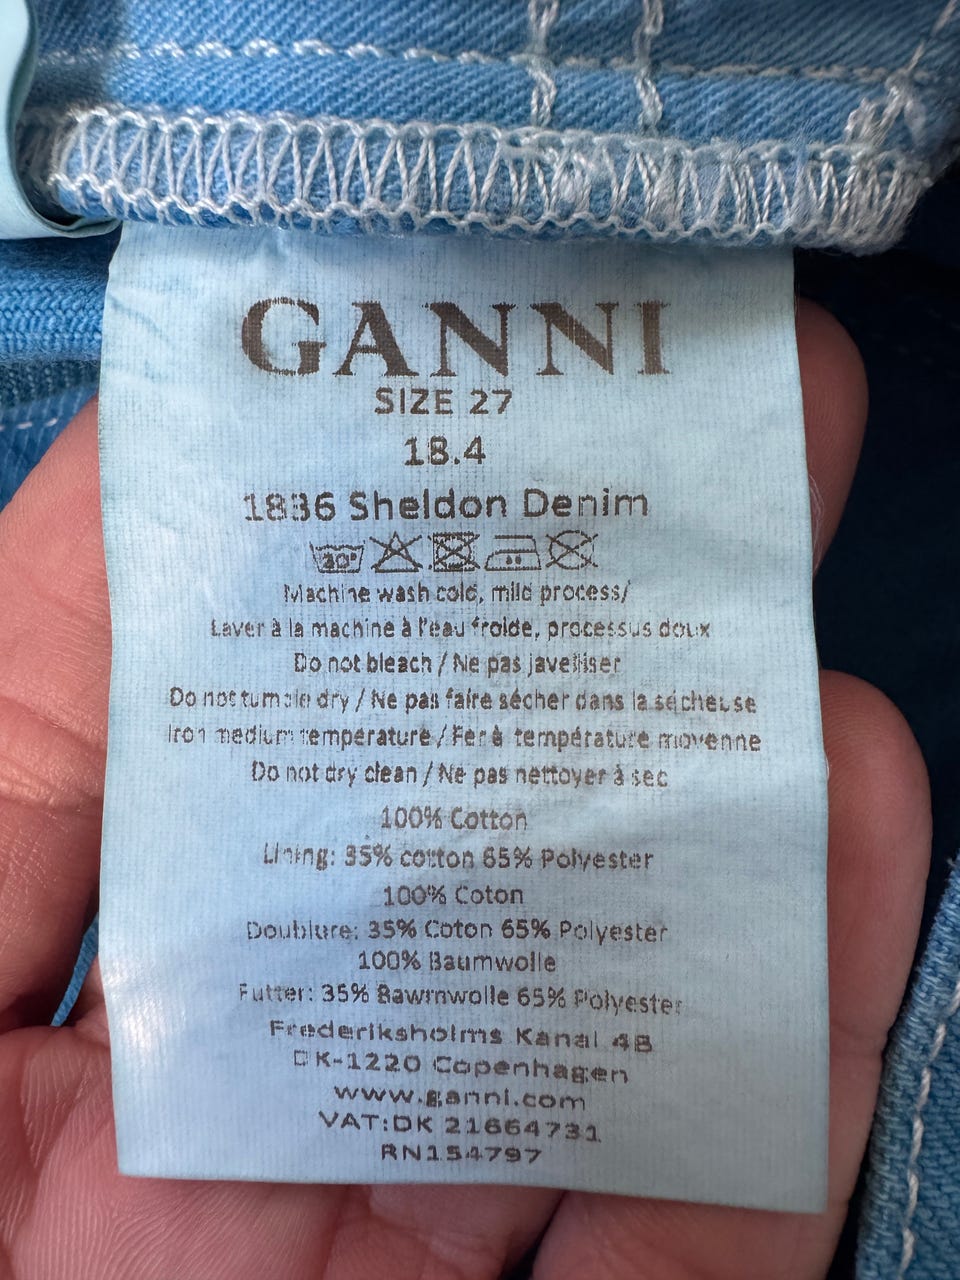 GANNI
SIZE 27
18.4
1836 Sheldon Denim
30°
Machine wash cold, mild process/
Laver à la machine à l'eau froide, processus doux
Do not bleach / Ne pas javelliser
Do not tumble dry / Ne pas faire sécher dans la sécheuse
Iron medium temperature / Fer à température moyenne
Do not dry clean / Ne pas nettoyer à sec
100% Cotton
Lining: 35% cotton 65% Polyester
100% Coton
Doublure: 35% Coton 65% Polyester
100% Baumwolle
Futter: 35% Bawrnwolle 65% Polyester
Frederiksholms Kanal 4B
DK-1220 Copenhagen
www.ganni.com
VAT:DK 21664731
RN154797